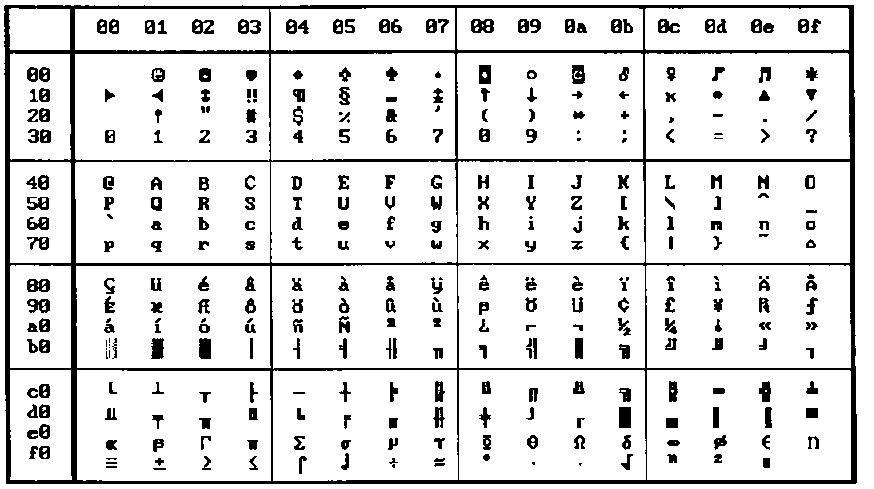 00 01 02 03 04 05 06 07 08 09 0a 0b 0c 0d 0e 0f
00 ☺ ☻ ♥ ♦ ♣ ♠ • ◘ ○ ◙ ♂ ♀ ♪ ♫ ☼
10 ► ◄ ↕ ‼ ¶ § ▬ ↨ ↑ ↓ → ← ∟ ↔ ▲ ▼
20 ! " # $ % & ' ( ) * + , - . /
30 0 1 2 3 4 5 6 7 8 9 : ; < = > ?
40 @ A B C D E F G H I J K L M N O
50 P Q R S T U V W X Y Z [ \ ] ^ _
60 ` a b c d e f g h i j k l m n o
70 p q r s t u v w x y z { | } ~ ⌂
80 Ç ü é â ä à å ç ê ë è ï î ì Ä Å
90 É æ Æ ô ö ò û ù ÿ Ö Ü ¢ £ ¥ ₧ ƒ
a0 á í ó ú ñ Ñ ª º ¿ ⌐ ¬ ½ ¼ ¡ « »
b0 ░ ▒ ▓ │ ┤ ╡ ╢ ╖ ╕ ╣ ║ ╗ ╝ ╜ ╛ ┐
c0 └ ┴ ┬ ├ ─ ┼ ╞ ╟ ╚ ╔ ╩ ╦ ╠ ═ ╬ ╧
d0 ╨ ╤ ╥ ╙ ╘ ╒ ╓ ╫ ╪ ┘ ┌ █ ▄ ▌ ▐ ▀
e0 α β Γ π Σ σ µ τ Φ Θ Ω δ ∞ ø ∈ ∩
f0 ≡ ± ≥ ≤ ⌠ ⌡ ÷ ≈ ° · · √ ⁿ ² ■